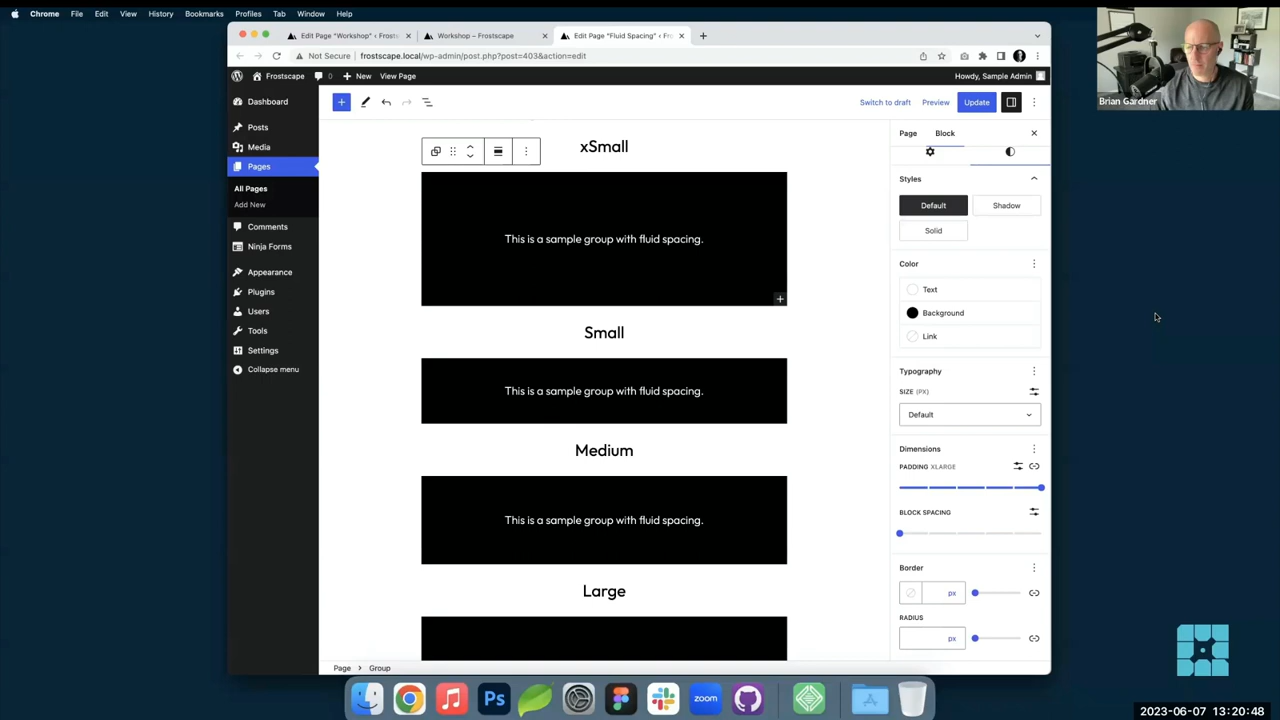 Chrome File Edit View History Bookmarks Profiles Tab Window Help
Edit Page "Workshop" ‹ Frosts
Workshop – Frostscape
Edit Page "Fluid Spacing" ‹ Fro
Not Secure frostscape.local/wp-admin/post.php?post=403&action=edit
Frostscape 0 New View Page
Howdy, Sample Admin
Brian Gardner
Dashboard
Posts
Media
Pages
All Pages
Add New
Comments
Ninja Forms
Appearance
Plugins
Users
Tools
Settings
Collapse menu
Switch to draft Preview Update
xSmall
This is a sample group with fluid spacing.
Small
This is a sample group with fluid spacing.
Medium
This is a sample group with fluid spacing.
Large
Page Block
Styles
Default Shadow
Solid
Color
Text
Background
Link
Typography
SIZE (PX)
Default
Dimensions
PADDING XLARGE
BLOCK SPACING
Border
px
RADIUS
px
Page › Group
Ps
zoom
2023-06-07 13:20:48